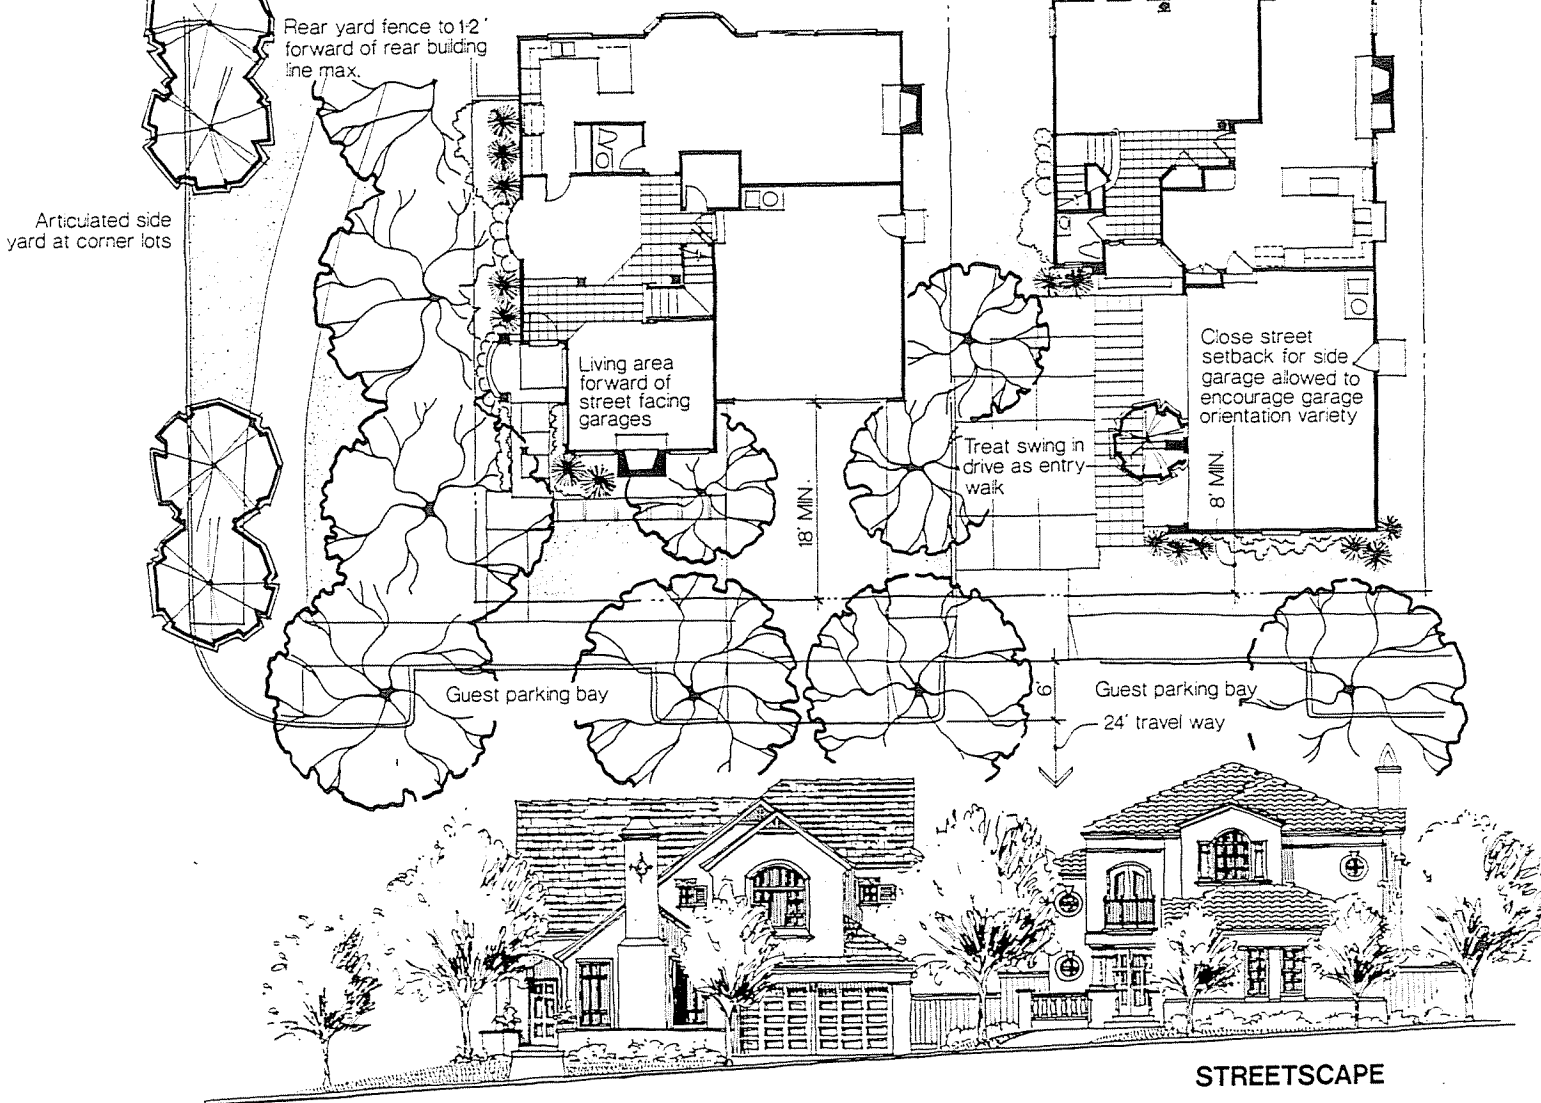 Rear yard fence to 12'
forward of rear building
line max.
Articulated side
yard at corner lots
Living area
forward of
street facing
garages
Close street
setback for side
garage allowed to
encourage garage
orientation variety
Treat swing in
drive as entry
walk
18' MIN.
8' MIN.
Guest parking bay
6'
Guest parking bay
24' travel way
STREETSCAPE